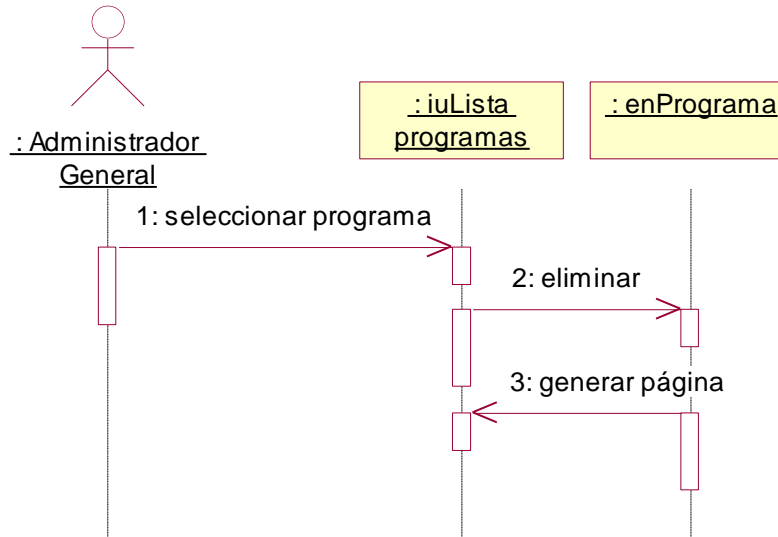 : Administrador
General
: iuLista
programas
: enPrograma
1: seleccionar programa
2: eliminar
3: generar página